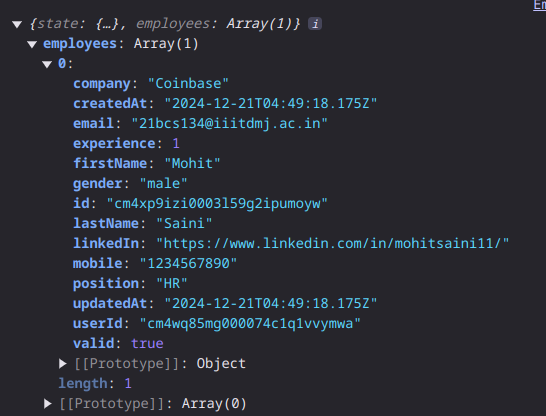 En
▼ {state: {…}, employees: Array(1)} i
▼ employees: Array(1)
▼ 0:
company: "Coinbase"
createdAt: "2024-12-21T04:49:18.175Z"
email: "21bcs134@iiitdmj.ac.in"
experience: 1
firstName: "Mohit"
gender: "male"
id: "cm4xp9izi0003l59g2ipumoyw"
lastName: "Saini"
linkedIn: "https://www.linkedin.com/in/mohitsaini11/"
mobile: "1234567890"
position: "HR"
updatedAt: "2024-12-21T04:49:18.175Z"
userId: "cm4wq85mg000074c1q1vvymwa"
valid: true
▶ [[Prototype]]: Object
length: 1
▶ [[Prototype]]: Array(0)